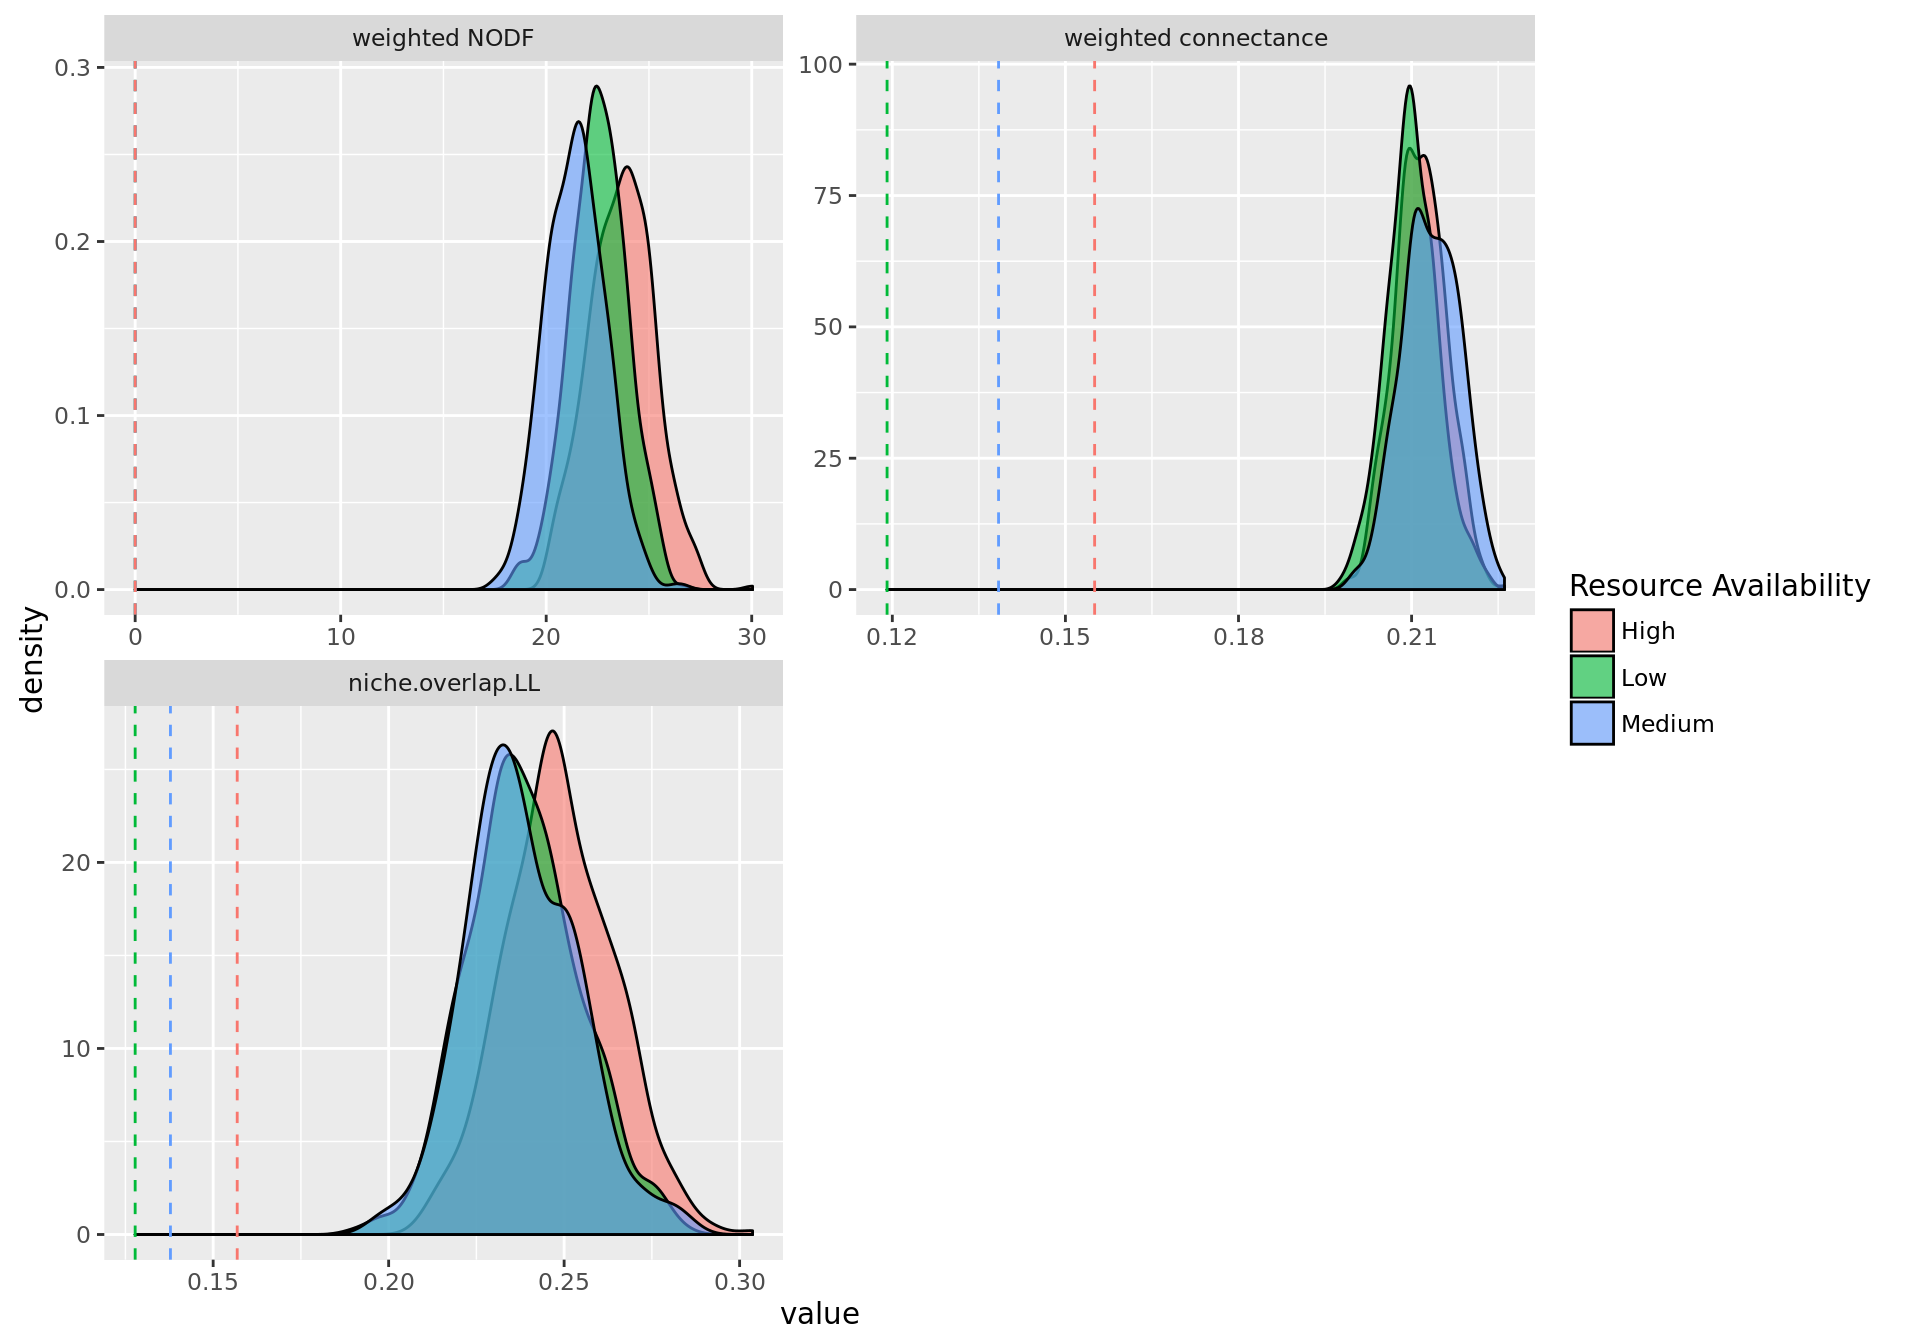 weighted NODF
weighted connectance
0.3
0.2
0.1
0.0
0 10 20 30
100
75
50
25
0
0.12 0.15 0.18 0.21
density
niche.overlap.LL
20
10
0
0.15 0.20 0.25 0.30
value
Resource Availability
High
Low
Medium